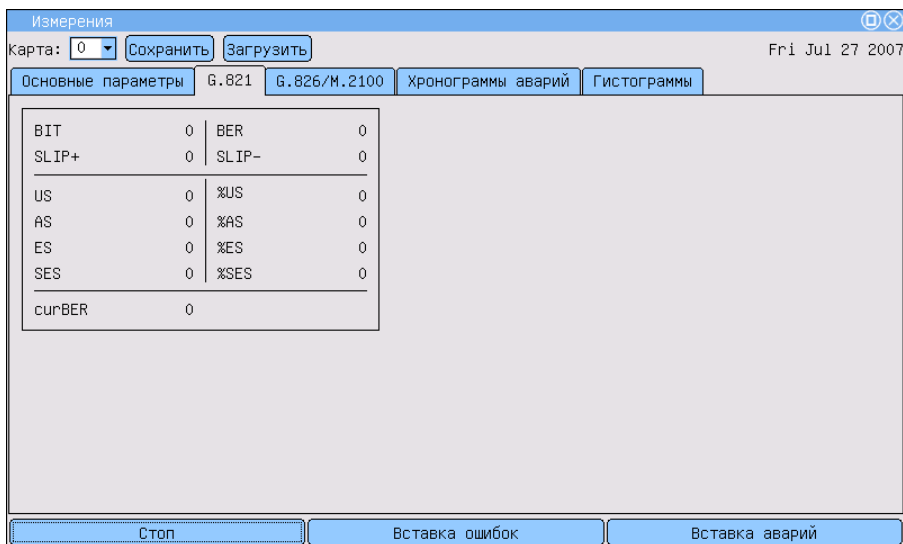 Измерения
Карта: 0 Сохранить Загрузить Fri Jul 27 2007
Основные параметры G.821 G.826/M.2100 Хронограммы аварий Гистограммы
BIT 0 BER 0
SLIP+ 0 SLIP- 0
US 0 %US 0
AS 0 %AS 0
ES 0 %ES 0
SES 0 %SES 0
curBER 0
Стоп Вставка ошибок Вставка аварий